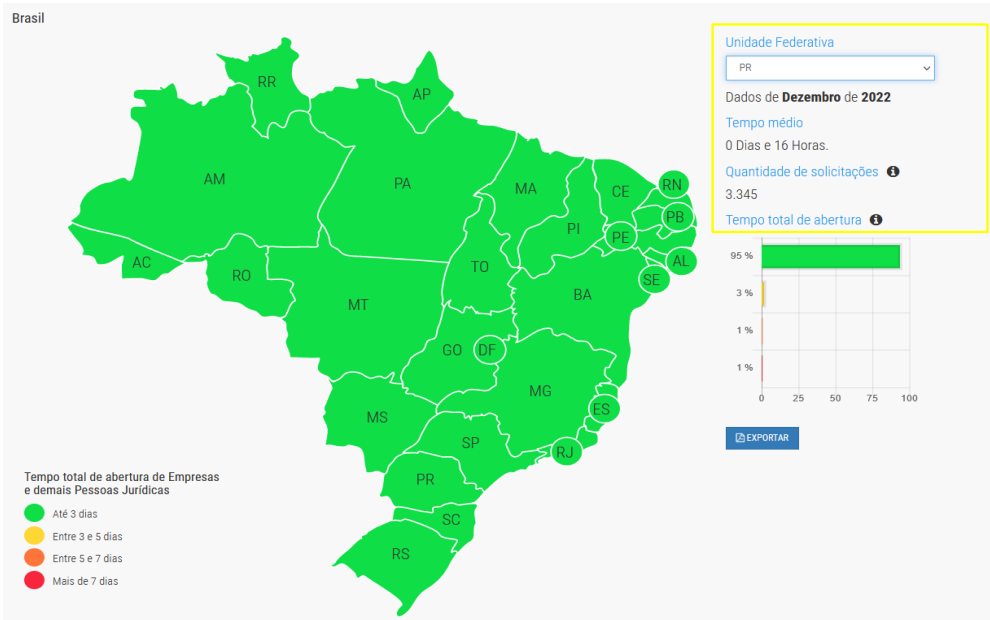 Brasil
Unidade Federativa
PR
Dados de Dezembro de 2022
Tempo médio
0 Dias e 16 Horas.
Quantidade de solicitações
3.345
Tempo total de abertura
95 %
3 %
1 %
1 %
0 25 50 75 100
EXPORTAR
RR
AP
AM
PA
MA
CE
RN
PB
PI
PE
AC
RO
TO
AL
SE
BA
MT
GO
DF
MG
ES
MS
SP
RJ
PR
SC
RS
Tempo total de abertura de Empresas
e demais Pessoas Jurídicas
Até 3 dias
Entre 3 e 5 dias
Entre 5 e 7 dias
Mais de 7 dias